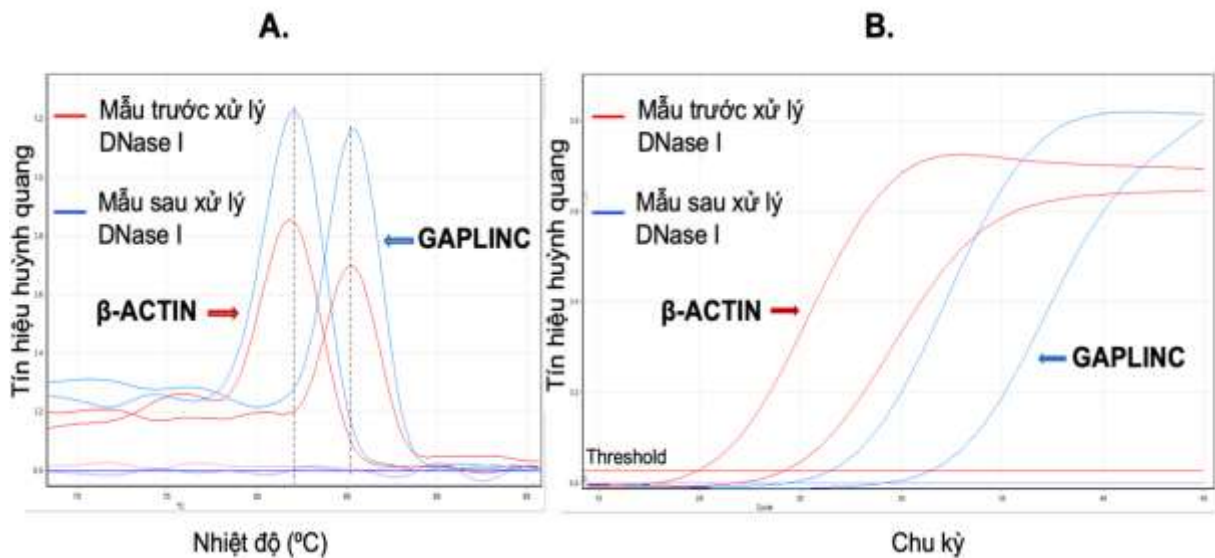 A.
B.
Mẫu trước xử lý
DNase I
Mẫu sau xử lý
DNase I
GAPLINC
β-ACTIN
Tín hiệu huỳnh quang
Nhiệt độ (ºC)
Mẫu trước xử lý
DNase I
Mẫu sau xử lý
DNase I
β-ACTIN
GAPLINC
Threshold
Tín hiệu huỳnh quang
Chu kỳ